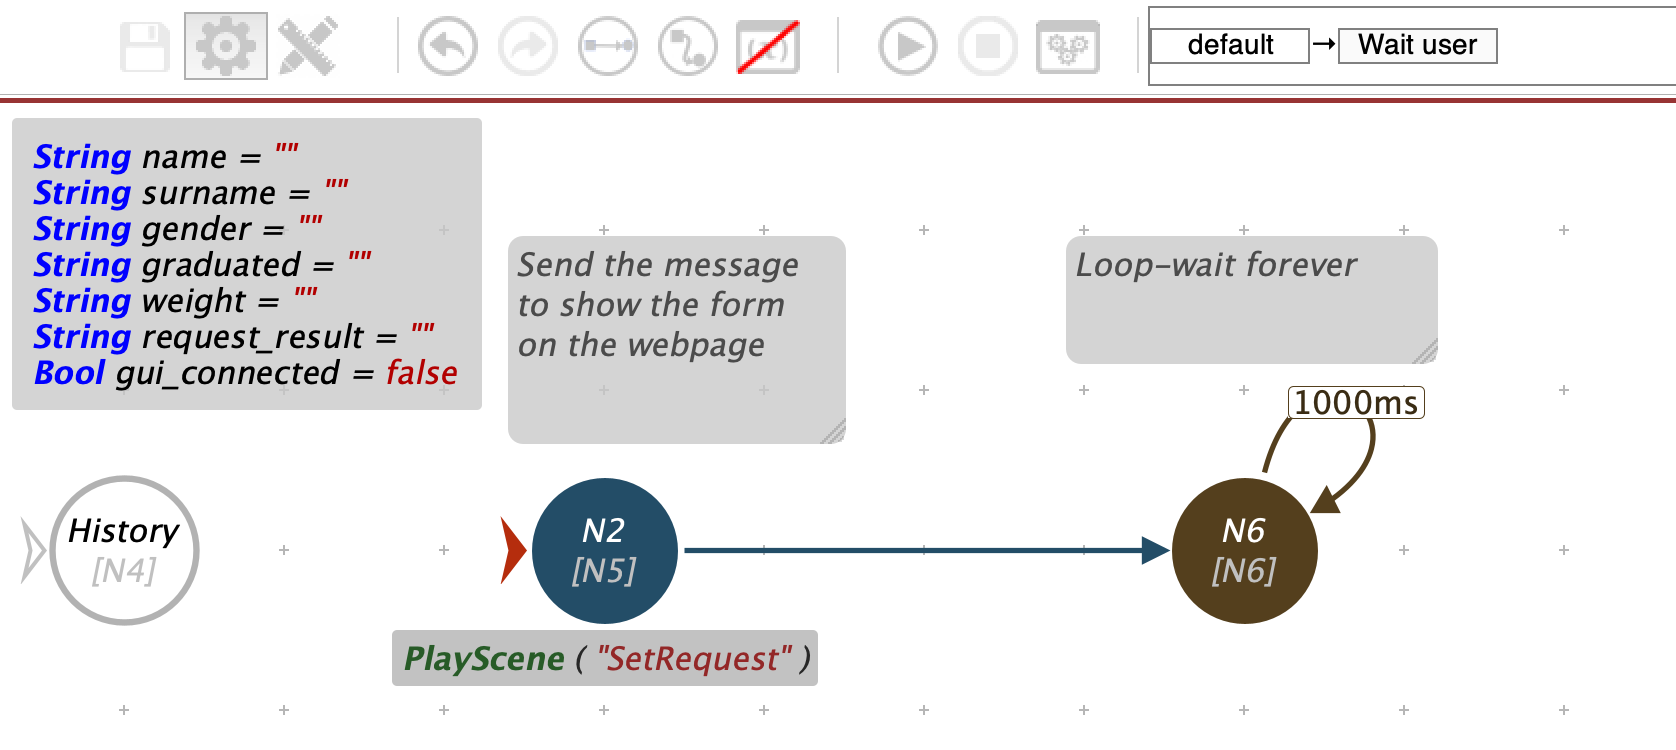 default → Wait user
String name = ""
String surname = ""
String gender = ""
String graduated = ""
String weight = ""
String request_result = ""
Bool gui_connected = false
Send the message
to show the form
on the webpage
Loop-wait forever
1000ms
History
[N4]
N2
[N5]
N6
[N6]
PlayScene ( "SetRequest" )